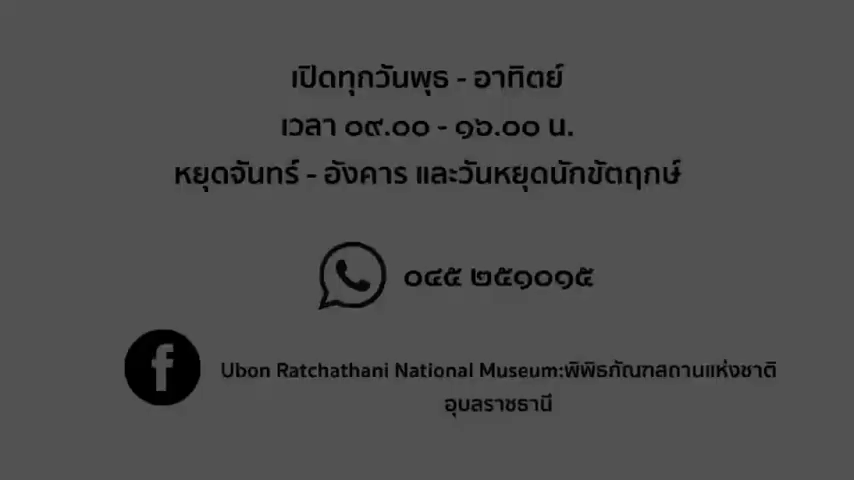 เปิดทุกวันพุธ - อาทิตย์
เวลา ๐๙.๐๐ - ๑๖.๐๐ น.
หยุดจันทร์ - อังคาร และวันหยุดนักขัตฤกษ์
๐๔๕ ๒๕๑๐๑๕
Ubon Ratchathani National Museum:พิพิธภัณฑสถานแห่งชาติ
อุบลราชธานี